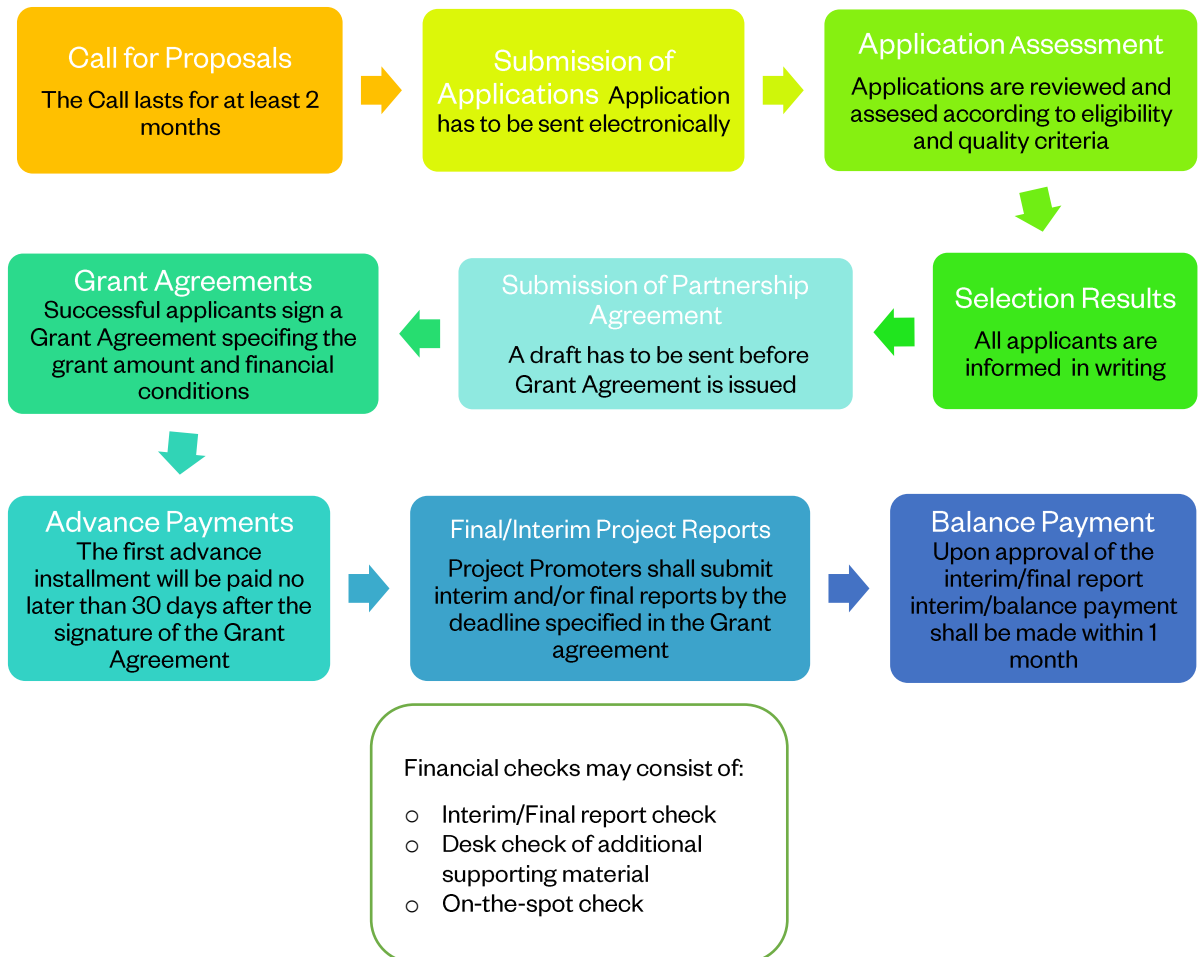 Call for Proposals
The Call lasts for at least 2
months
Submission of
Applications Application
has to be sent electronically
Application Assessment
Applications are reviewed and
assesed according to eligibility
and quality criteria
Selection Results
All applicants are
informed in writing
Submission of Partnership
Agreement
A draft has to be sent before
Grant Agreement is issued
Grant Agreements
Successful applicants sign a
Grant Agreement specifing the
grant amount and financial
conditions
Advance Payments
The first advance
installment will be paid no
later than 30 days after the
signature of the Grant
Agreement
Final/Interim Project Reports
Project Promoters shall submit
interim and/or final reports by the
deadline specified in the Grant
agreement
Balance Payment
Upon approval of the
interim/final report
interim/balance payment
shall be made within 1
month
Financial checks may consist of:
o Interim/Final report check
o Desk check of additional
supporting material
o On-the-spot check